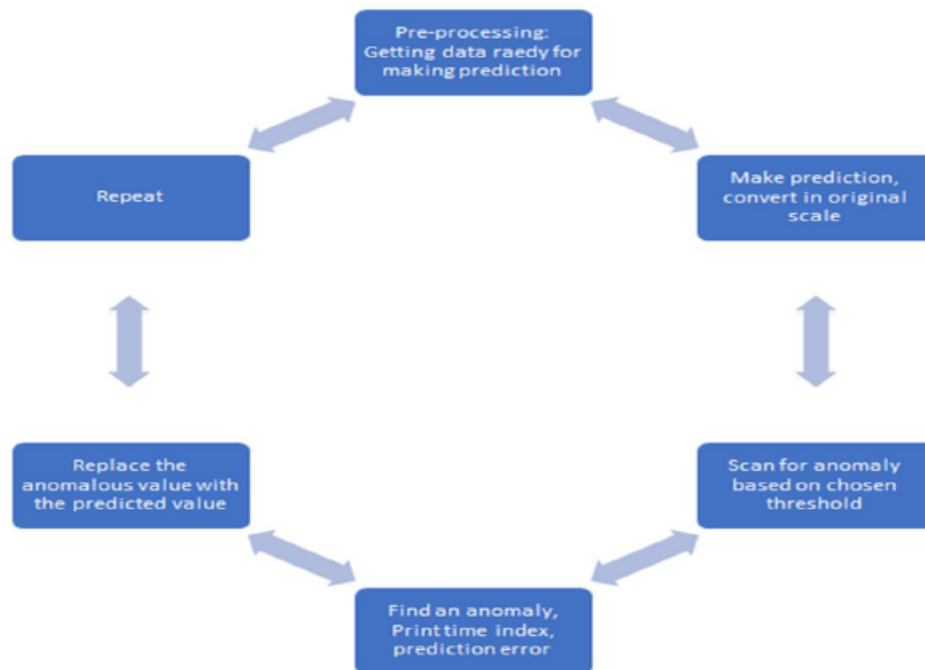 Pre-processing:
Getting data raedy for
making prediction
Make prediction,
convert in original
scale
Scan for anomaly
based on chosen
threshold
Find an anomaly,
Print time index,
prediction error
Replace the
anomalous value with
the predicted value
Repeat